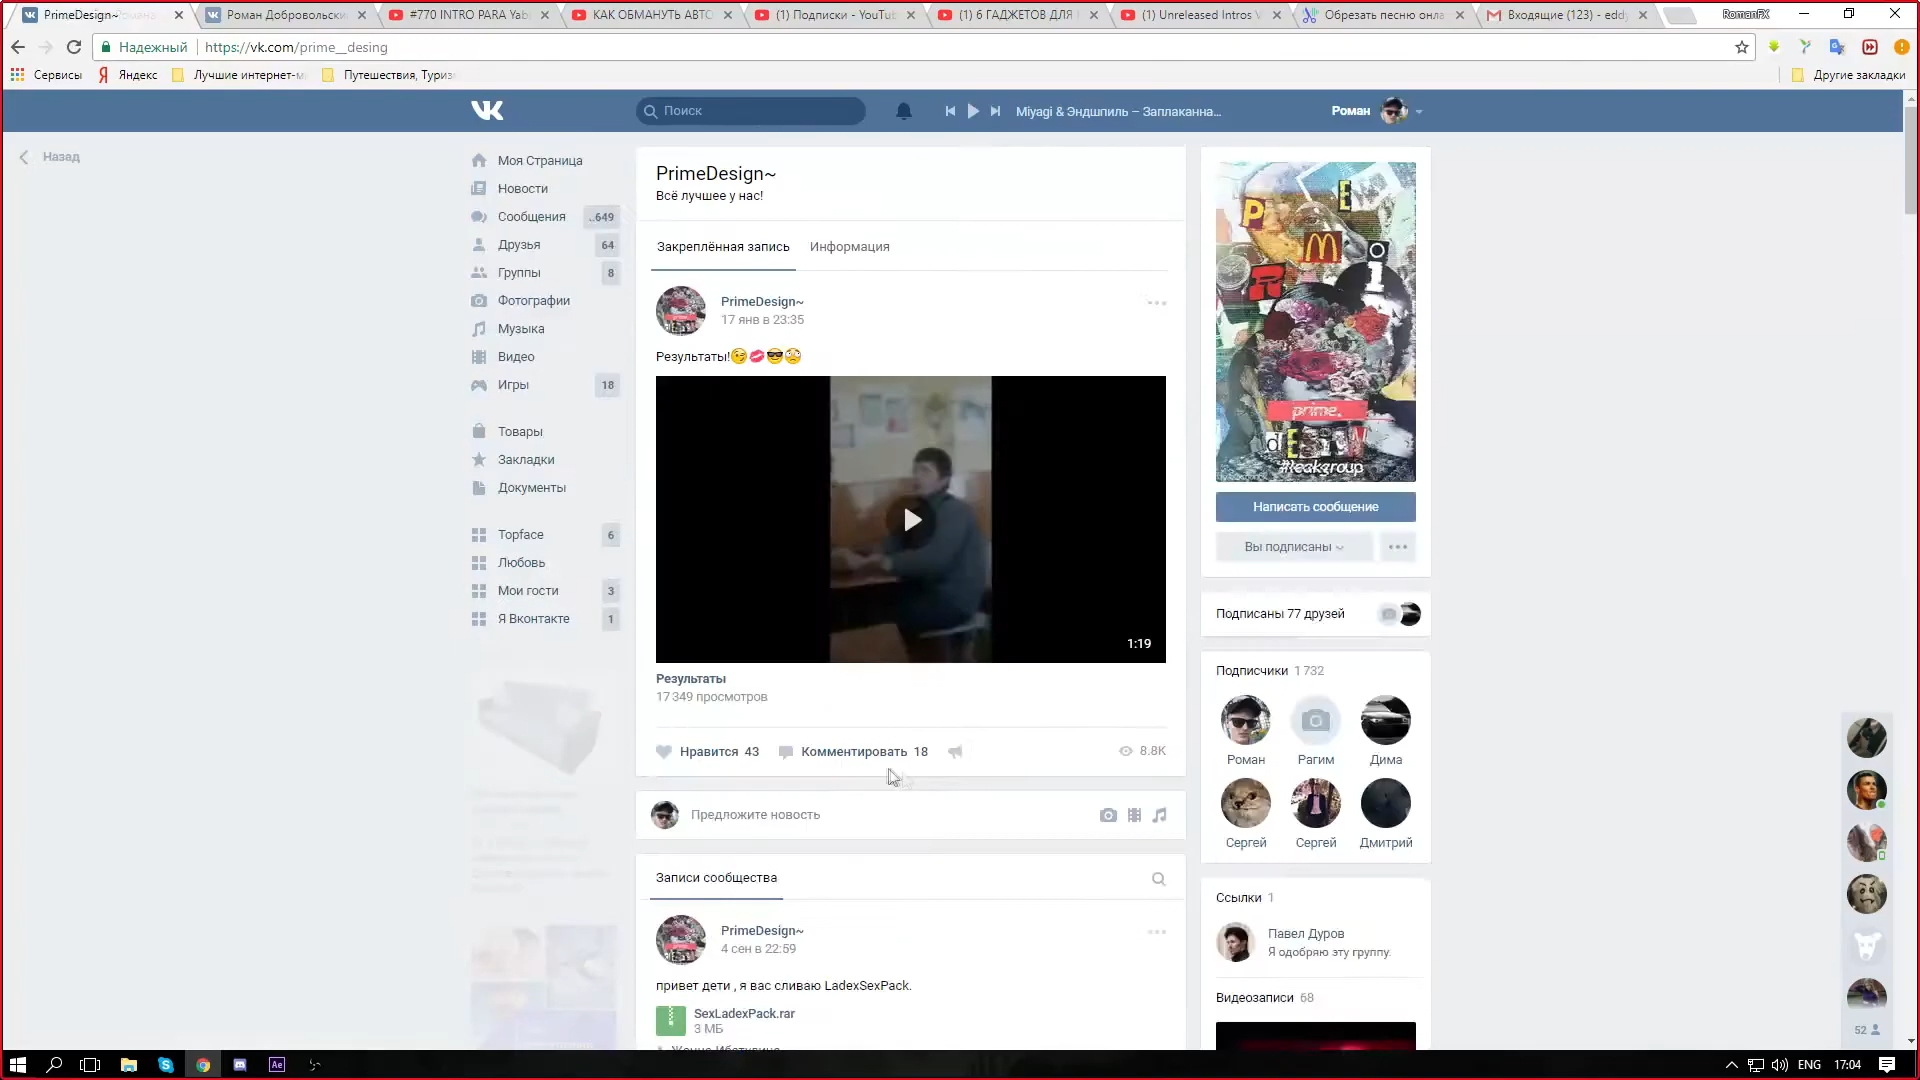 PrimeDesign~
Роман Добровольски
#770 INTRO PARA Yab
КАК ОБМАНУТЬ АВТО
(1) Подписки - YouTub
(1) 6 ГАДЖЕТОВ ДЛЯ
(1) Unreleased Intros V
Обрезать песню онла
Входящие (123) - eddy
RomanFX
Надежный
https://vk.com/prime__desing
Сервисы
Яндекс
Лучшие интернет-м
Путешествия, Туриз
Другие закладки
Поиск
Miyagi & Эндшпиль – Заплаканна...
Роман
Назад
Моя Страница
Новости
Сообщения ..649
Друзья 64
Группы 8
Фотографии
Музыка
Видео
Игры 18
Товары
Закладки
Документы
Topface 6
Любовь
Мои гости 3
Я Вконтакте 1
PrimeDesign~
Всё лучшее у нас!
Закреплённая запись Информация
PrimeDesign~
17 янв в 23:35
Результаты!
1:19
Результаты
17 349 просмотров
Нравится 43 Комментировать 18
8.8K
Предложите новость
Записи сообщества
PrimeDesign~
4 сен в 22:59
привет дети , я вас сливаю LadexSexPack.
SexLadexPack.rar
3 МБ
P
E
M
O
R
I
prime.
dESIGN
#leakgroup
Написать сообщение
Вы подписаны
Подписаны 77 друзей
Подписчики 1 732
Роман Рагим Дима
Сергей Сергей Дмитрий
Ссылки 1
Павел Дуров
Я одобряю эту группу.
Видеозаписи 68
52
Ae
ENG 17:04